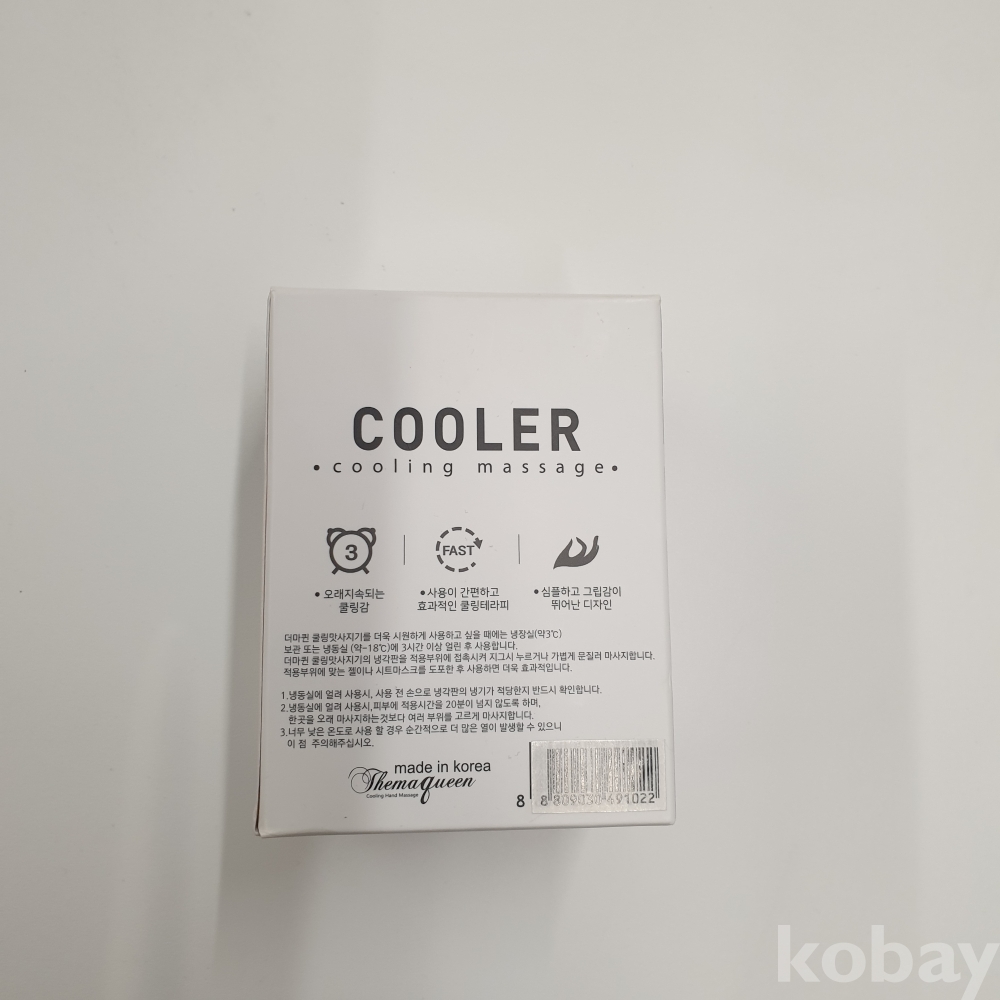 COOLER
• cooling massage •
3
FAST
• 오래지속되는
쿨링감
• 사용이 간편하고
효과적인 쿨링테라피
• 심플하고 그립감이
뛰어난 디자인
더마퀸 쿨링맛사지기를 더욱 시원하게 사용하고 싶을 때에는 냉장실(약3℃)
보관 또는 냉동실 (약-18℃)에 3시간 이상 얼린 후 사용합니다.
더마퀸 쿨링맛사지기의 냉각판을 적용부위에 접촉시켜 지그시 누르거나 가볍게 문질러 마사지합니다.
적용부위에 맞는 젤이나 시트마스크를 도포한 후 사용하면 더욱 효과적입니다.
1.냉동실에 얼려 사용시, 사용 전 손으로 냉각판의 냉기가 적당한지 반드시 확인합니다.
2.냉동실에 얼려 사용시,피부에 적용시간을 20분이 넘지 않도록 하며,
한곳을 오래 마사지하는것보다 여러 부위를 고르게 마사지합니다.
3.너무 낮은 온도로 사용 할 경우 순간적으로 더 많은 열이 발생할 수 있으니
이 점 주의해주십시오.
made in korea
Themaqueen
Cooling Hand Massage
8
691022
kobay